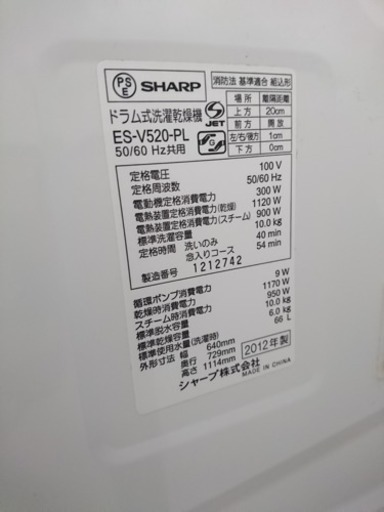 PS E SHARP
ドラム式洗濯乾燥機
ES-V520-PL
50/60 Hz共用
S JET
消防法 基準適合 組込形
場所 離隔距離
上方 20cm
前方 開放
左右/後方 1cm
下方 0cm
定格電圧 100 V
定格周波数 50/60 Hz
電動機定格消費電力 300 W
電熱装置定格消費電力(乾燥) 1120 W
電熱装置定格消費電力(スチーム) 900 W
標準洗濯容量 10.0 kg
定格時間 洗いのみ 40 min
念入りコース 54 min
製造番号 1212742
循環ポンプ消費電力 9 W
乾燥時消費電力 1170 W
スチーム時消費電力 950 W
標準脱水容量 10.0 kg
標準乾燥容量 6.0 kg
標準使用水量(洗濯時) 66 L
外形寸法 幅 640mm
奥行 729mm
高さ 1114mm
シャープ株式会社
2012年製
MADE IN CHINA